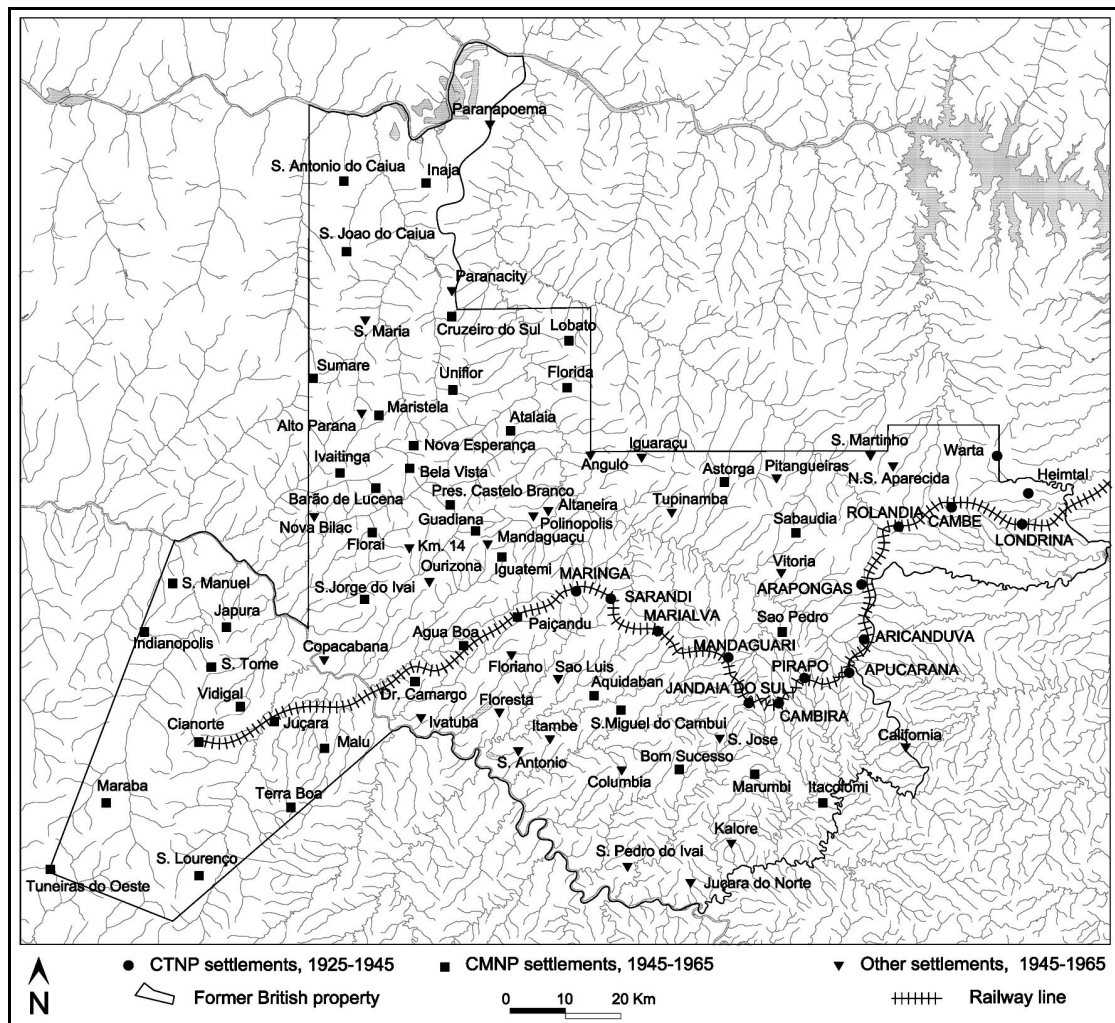 Paranapoema
S. Antonio do Caiua
Inaja
S. Joao do Caiua
Paranacity
Cruzeiro do Sul
S. Maria
Lobato
Sumare
Uniflor
Florida
Maristela
Alto Parana
Atalaia
Nova Esperança
Iguaraçu
S. Martinho
Warta
Ivaitinga
Bela Vista
Angulo
Astorga
Pitangueiras
N.S. Aparecida
Heimtal
Barão de Lucena
Pres. Castelo Branco
Altaneira
Tupinamba
ROLANDIA
CAMBE
Nova Bilac
Guadiana
Polinopolis
Sabaudia
LONDRINA
Florai
Km. 14
Mandaguaçu
Ourizona
Iguatemi
Vitoria
MARINGA
ARAPONGAS
S. Manuel
S.Jorge do Ivai
SARANDI
Japura
MARIALVA
Sao Pedro
Paiçandu
Indianopolis
Agua Boa
MANDAGUARI
ARICANDUVA
Copacabana
S. Tome
Floriano
Sao Luis
PIRAPO
APUCARANA
Vidigal
Dr. Camargo
Aquidaban
JANDAIA DO SUL
Floresta
CAMBIRA
Cianorte
Juçara
Ivatuba
S.Miguel do Cambui
Itambe
S. Jose
California
Malu
S. Antonio
Bom Sucesso
Maraba
Columbia
Marumbi
Itacolomi
Terra Boa
Kalore
S. Lourenço
S. Pedro do Ivai
Tuneiras do Oeste
Juçara do Norte
N
CTNP settlements, 1925-1945
CMNP settlements, 1945-1965
Other settlements, 1945-1965
Former British property
0 10 20 Km
Railway line